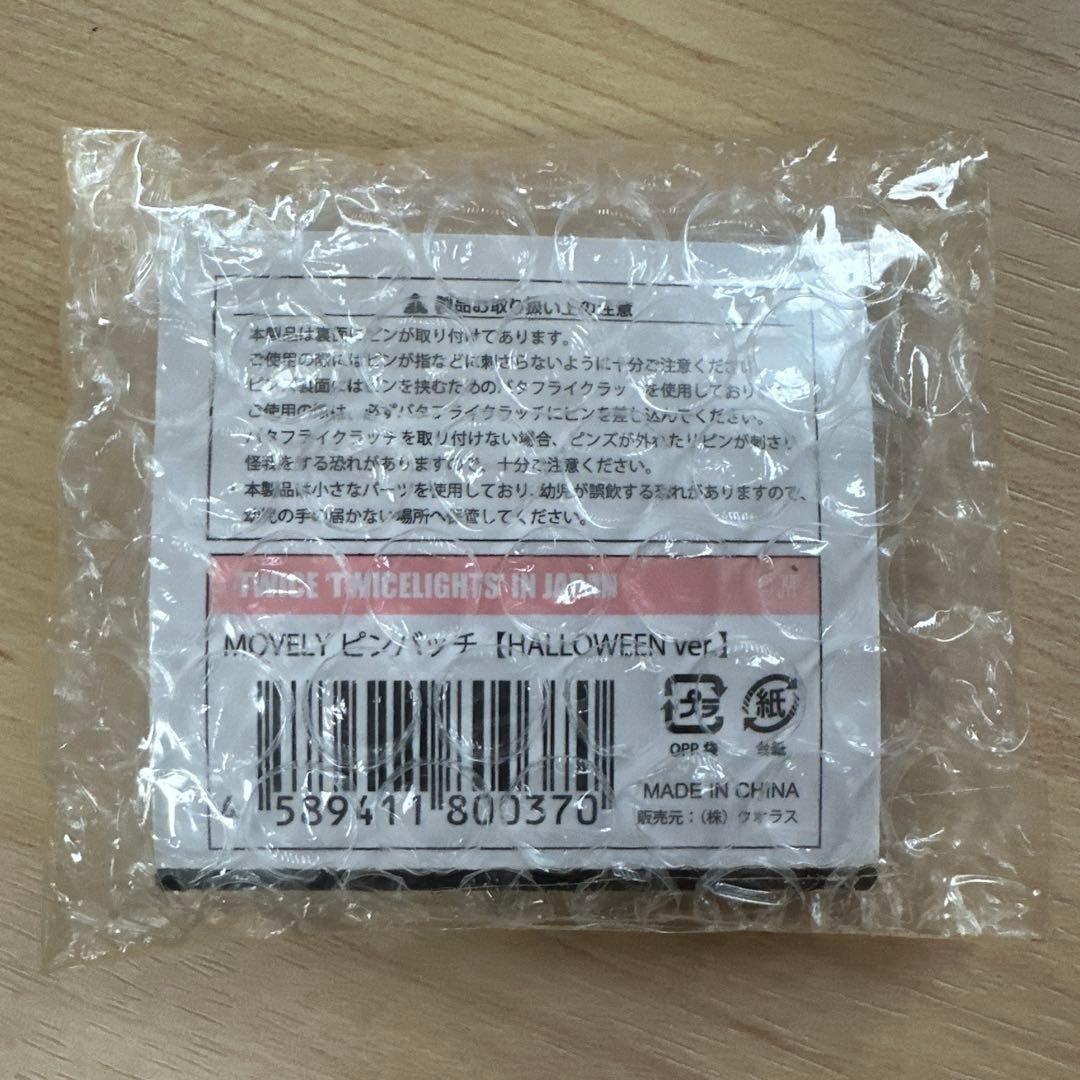 製品お取り扱い上の注意
本製品は裏面にピンが取り付けてあります。
ご使用の際にはピンが指などに刺さらないように十分ご注意ください
ピンズ裏面にはピンを挟むためのバタフライクラッチを使用しており
ご使用の際は、必ずバタフライクラッチにピンを差し込んでください。
バタフライクラッチを取り付けない場合、ピンズが外れたりピンが刺さり
怪我をする恐れがありますので、十分ご注意ください。
・本製品は小さなパーツを使用しており、幼児が誤飲する恐れがありますので、
幼児の手の届かない場所へ保管してください。
TWICE 'TWICELIGHTS' IN JAPAN
MOVELY ピンバッチ【HALLOWEEN ver.】
プラ 紙
OPP 袋 台紙
MADE IN CHINA
4 589411 800370
販売元：（株）クオラス